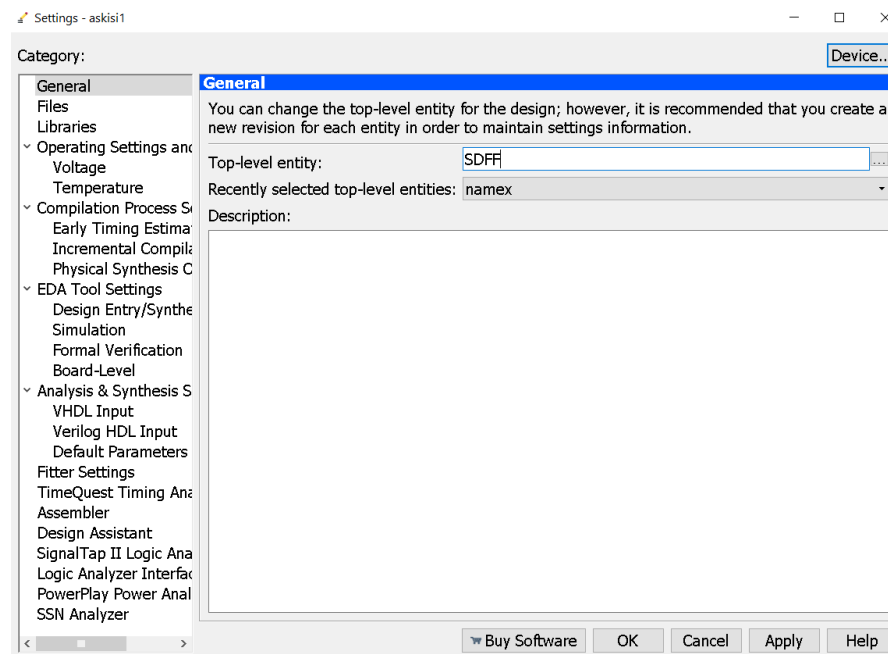 Settings - askisi1
Category:
Device...
General
Files
Libraries
Operating Settings and
Voltage
Temperature
Compilation Process S
Early Timing Estima
Incremental Compila
Physical Synthesis O
EDA Tool Settings
Design Entry/Synthe
Simulation
Formal Verification
Board-Level
Analysis & Synthesis S
VHDL Input
Verilog HDL Input
Default Parameters
Fitter Settings
TimeQuest Timing Ana
Assembler
Design Assistant
SignalTap II Logic Ana
Logic Analyzer Interfac
PowerPlay Power Anal
SSN Analyzer
General
You can change the top-level entity for the design; however, it is recommended that you create a
new revision for each entity in order to maintain settings information.
Top-level entity: SDFF ...
Recently selected top-level entities: namex
Description:
Buy Software OK Cancel Apply Help